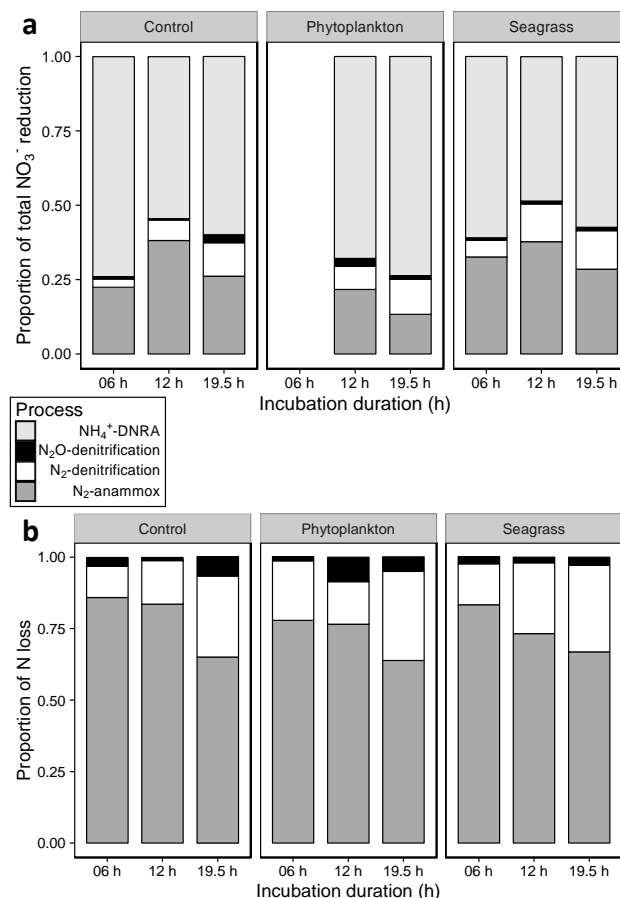 a
Control
Phytoplankton
Seagrass
Proportion of total NO₃⁻ reduction
1.00
0.75
0.50
0.25
0.00
06 h 12 h 19.5 h
06 h 12 h 19.5 h
06 h 12 h 19.5 h
Incubation duration (h)
Process
NH₄⁺-DNRA
N₂O-denitrification
N₂-denitrification
N₂-anammox
b
Control
Phytoplankton
Seagrass
Proportion of N loss
1.00
0.75
0.50
0.25
0.00
06 h 12 h 19.5 h
06 h 12 h 19.5 h
06 h 12 h 19.5 h
Incubation duration (h)